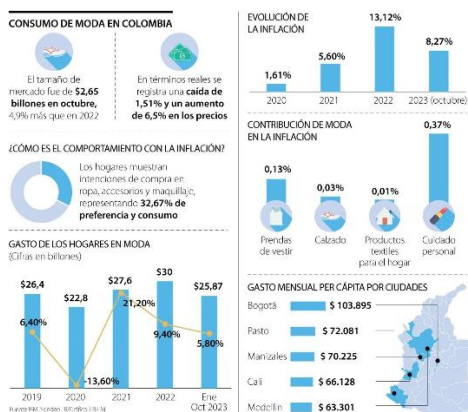 CONSUMO DE MODA EN COLOMBIA
El tamaño de
mercado fue de $2,65
billones en octubre,
4,9% más que en 2022
En términos reales se
registra una caída de
1,51% y un aumento
de 6,5% en los precios
¿CÓMO ES EL COMPORTAMIENTO CON LA INFLACIÓN?
Los hogares muestran
intenciones de compra en
ropa, accesorios y maquillaje,
representando 32,67% de
preferencia y consumo
GASTO DE LOS HOGARES EN MODA
(Cifras en billones)
$26,4
$22,8
$27,6
$30
$25,87
6,40%
-13,60%
21,20%
9,40%
5,80%
2019
2020
2021
2022
Ene
Oct 2023
EVOLUCIÓN DE
LA INFLACIÓN
1,61%
5,60%
13,12%
8,27%
2020
2021
2022
2023 (octubre)
CONTRIBUCIÓN DE MODA
EN LA INFLACIÓN
0,13%
0,03%
0,01%
0,37%
Prendas
de vestir
Calzado
Productos
textiles
para el hogar
Cuidado
personal
GASTO MENSUAL PER CÁPITA POR CIUDADES
Bogotá
$ 103.895
Pasto
$ 72.081
Manizales
$ 70.225
Cali
$ 66.128
Medellín
$ 63.301